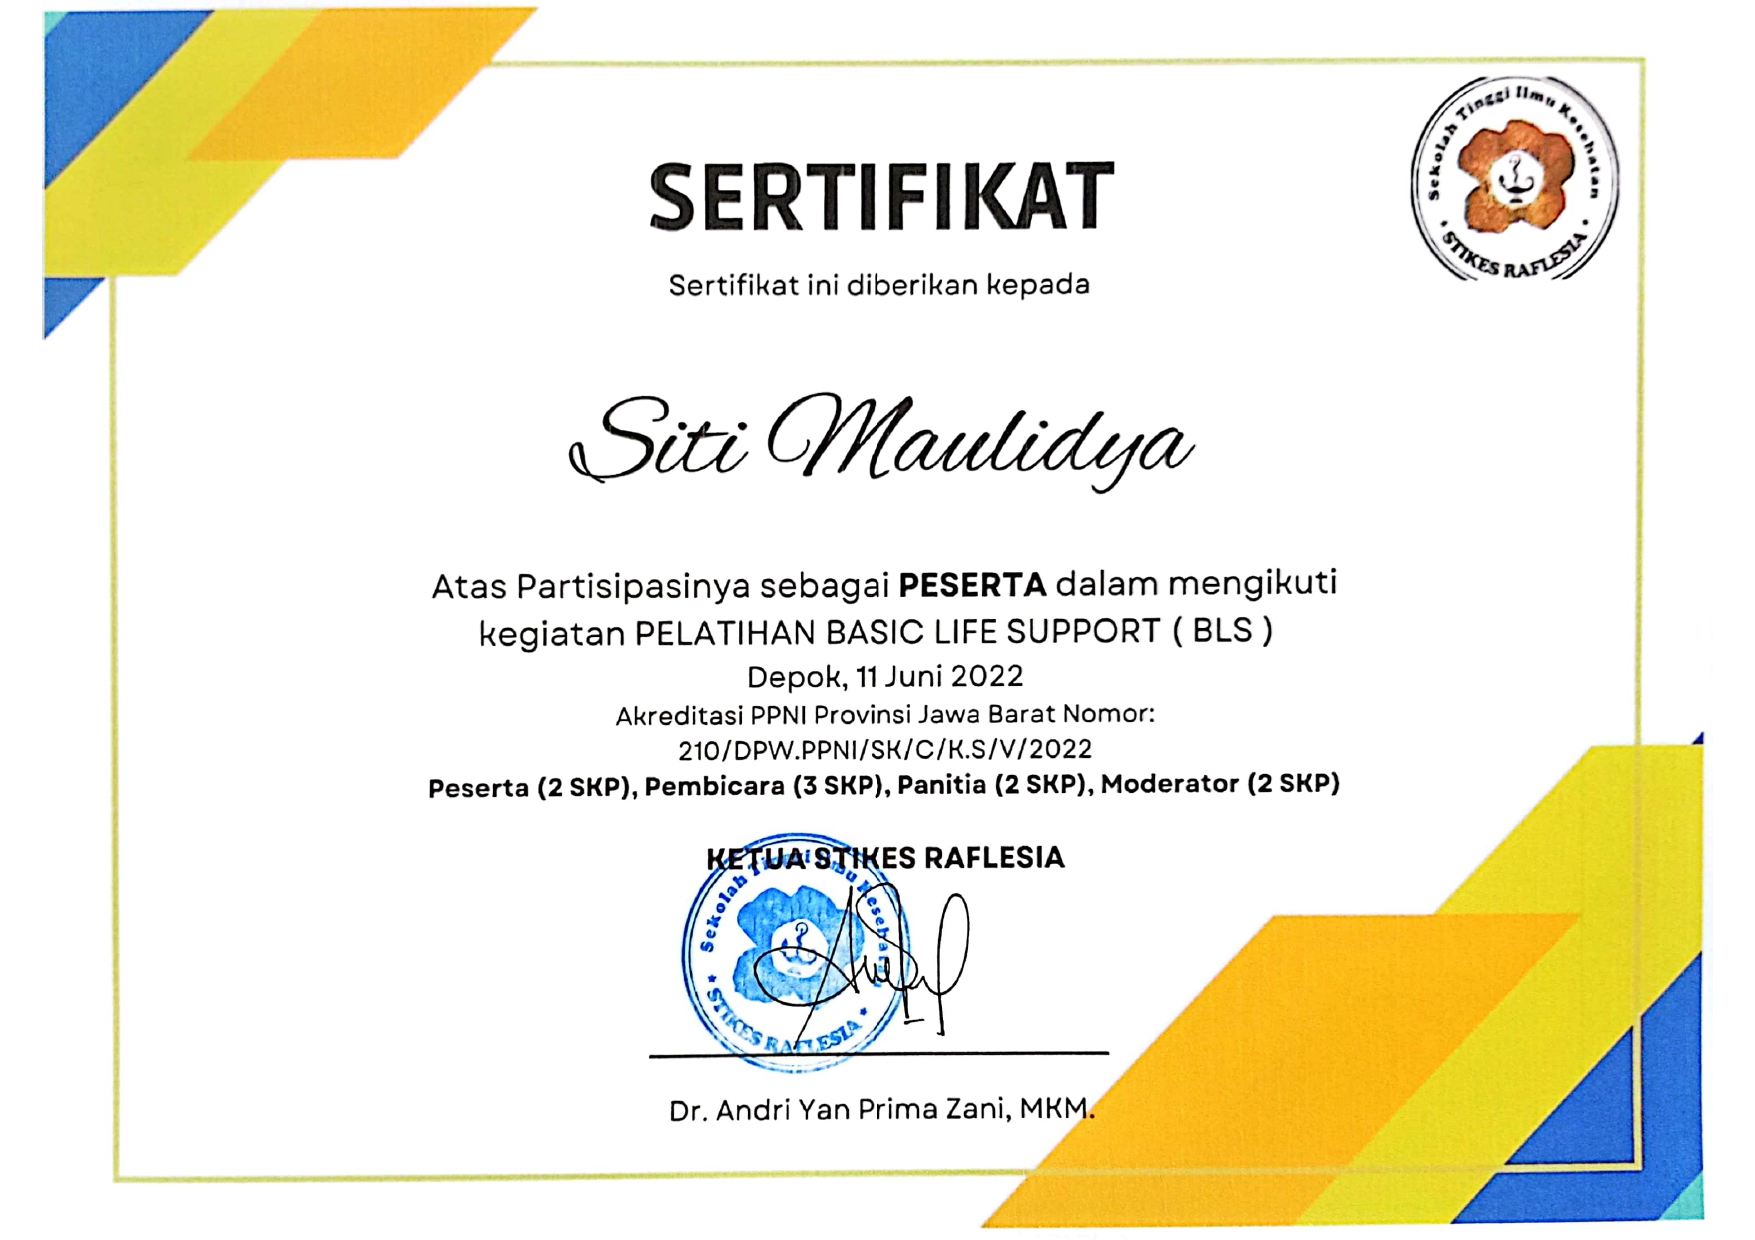 Sekolah Tinggi Ilmu Kesehatan
STIKES RAFLESIA
SERTIFIKAT
Sertifikat ini diberikan kepada
Siti Maulidya
Atas Partisipasinya sebagai PESERTA dalam mengikuti
kegiatan PELATIHAN BASIC LIFE SUPPORT ( BLS )
Depok, 11 Juni 2022
Akreditasi PPNI Provinsi Jawa Barat Nomor:
210/DPW.PPNI/SK/C/K.S/V/2022
Peserta (2 SKP), Pembicara (3 SKP), Panitia (2 SKP), Moderator (2 SKP)
KETUA STIKES RAFLESIA
Sekolah Tinggi Ilmu Kesehatan
STIKES RAFLESIA
Dr. Andri Yan Prima Zani, MKM.